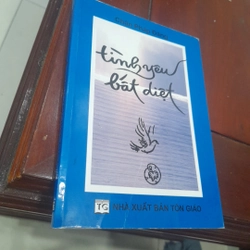 tình yêu
bất diệt
TG
NHÀ XUẤT BẢN TÔN GIÁO